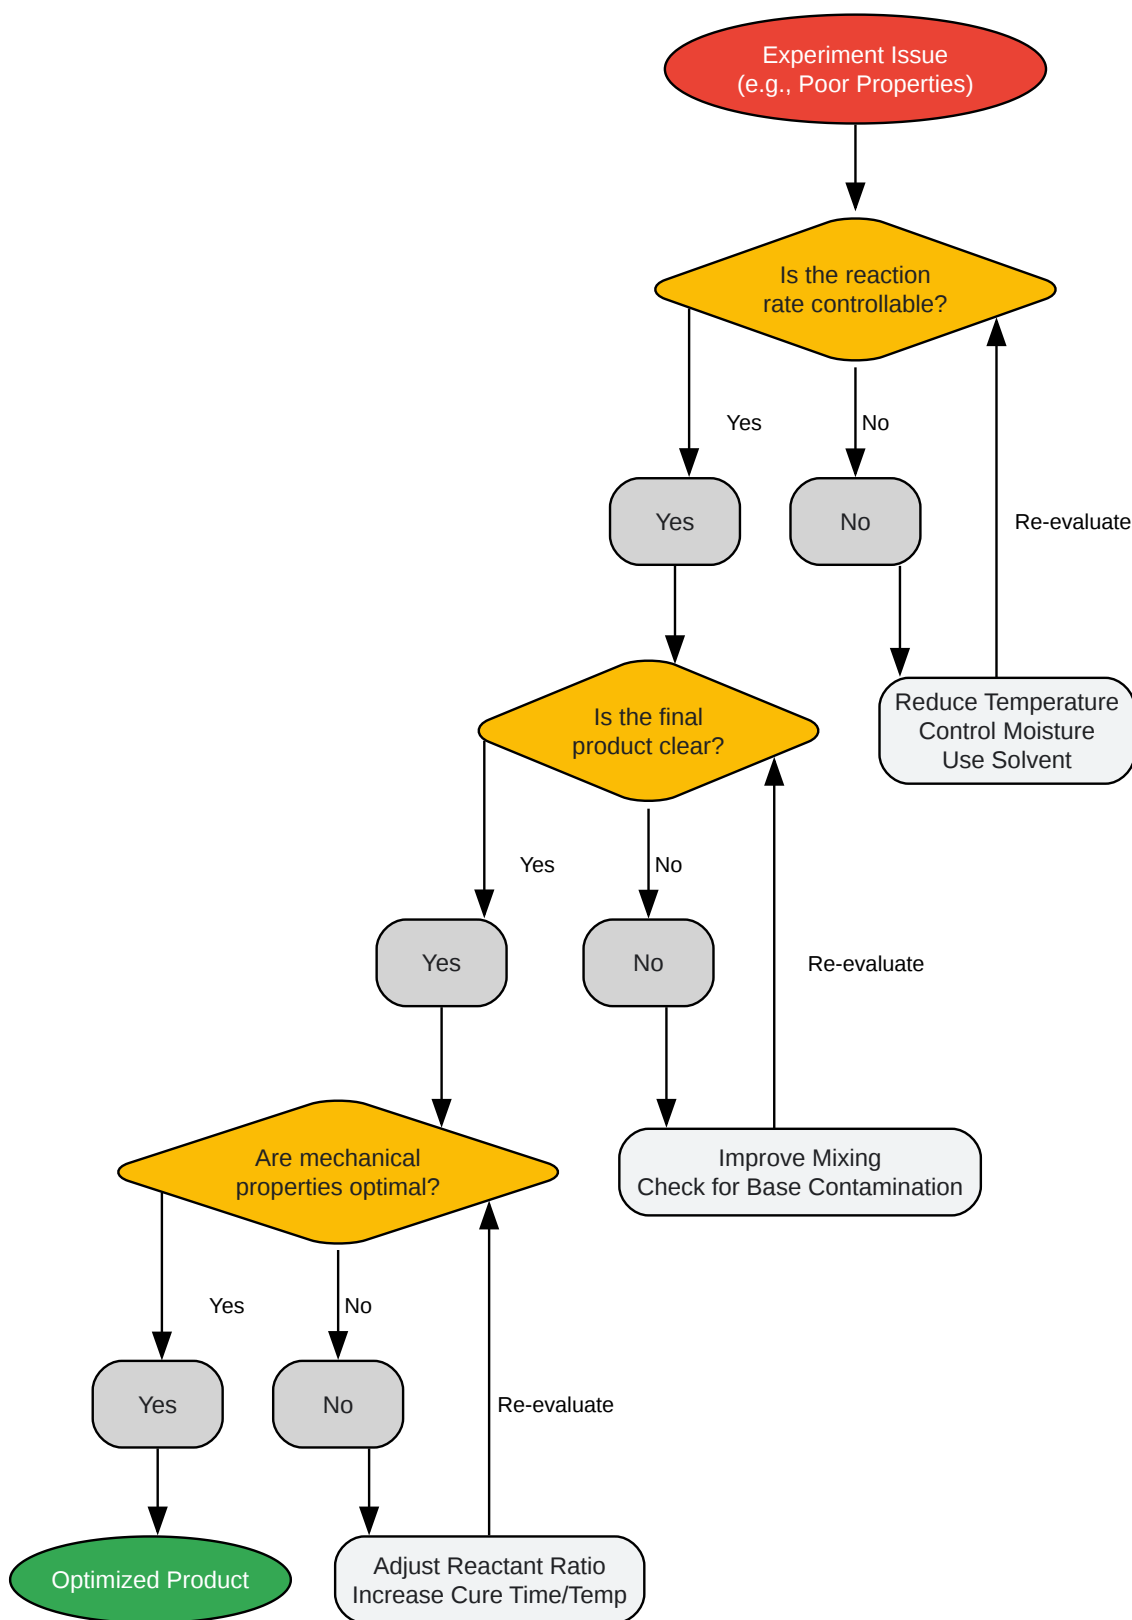 Experiment Issue
(e.g., Poor Properties)
Is the reaction
rate controllable?
Yes
No
Yes
No
Re-evaluate
Reduce Temperature
Control Moisture
Use Solvent
Is the final
product clear?
Yes
No
Yes
No
Re-evaluate
Improve Mixing
Check for Base Contamination
Are mechanical
properties optimal?
Yes
No
Yes
No
Re-evaluate
Optimized Product
Adjust Reactant Ratio
Increase Cure Time/Temp